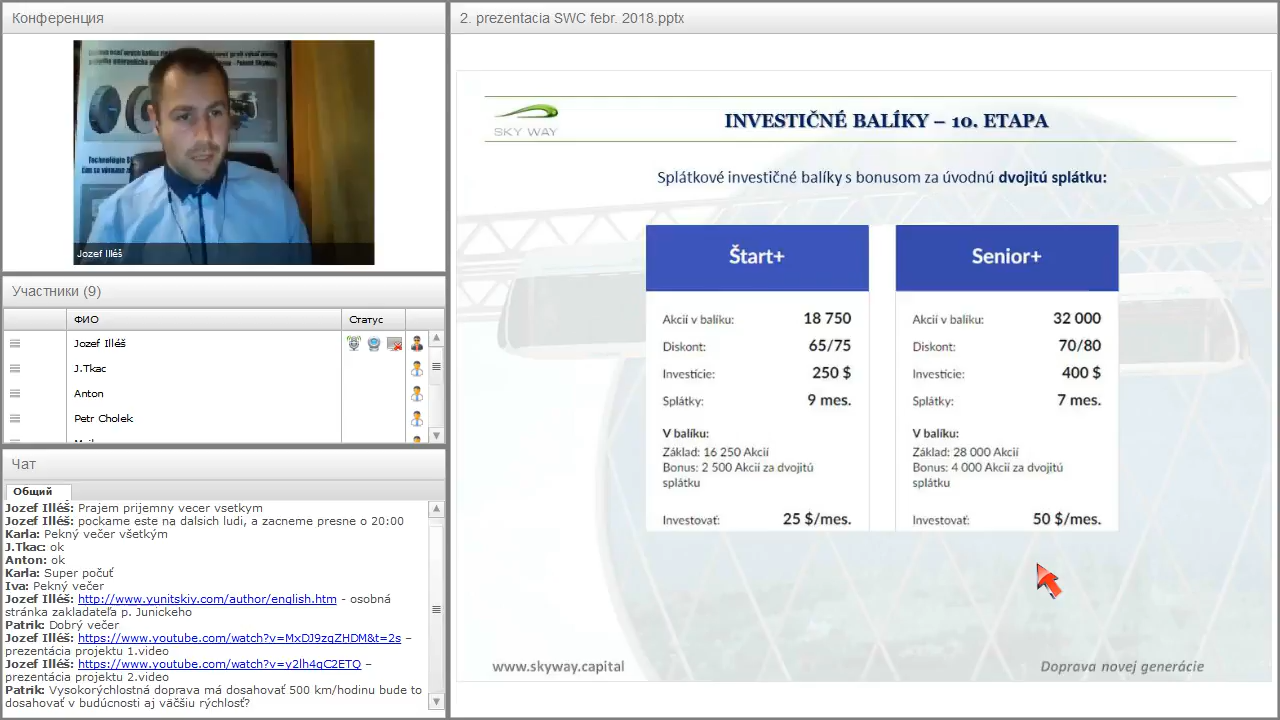 Конференция
Jozef Illéš
Участники (9)
ФИО
Статус
Jozef Illéš
J.Tkac
Anton
Petr Cholek
Чат
Общий
Jozef Illéš: Prajem prijemny vecer vsetkym
Jozef Illéš: pockame este na dalsich ludi, a zacneme presne o 20:00
Karla: Pekný večer všetkým
J.Tkac: ok
Anton: ok
Karla: Super počuť
Iva: Pekný večer
Jozef Illéš: http://www.yunitskiy.com/author/english.htm - osobná
stránka zakladateľa p. Junickeho
Patrik: Dobrý večer
Jozef Illéš: https://www.youtube.com/watch?v=MxDJ9zgZHDM&t=2s –
prezentácia projektu 1.video
Jozef Illéš: https://www.youtube.com/watch?v=y2lh4gC2ETQ –
prezentácia projektu 2.video
Patrik: Vysokorýchlostná doprava má dosahovať 500 km/hodinu bude to
dosahovať v budúcnosti aj väčšiu rýchlosť?
2. prezentacia SWC febr. 2018.pptx
SKY WAY
INVESTIČNÉ BALÍKY – 10. ETAPA
Splátkové investičné balíky s bonusom za úvodnú dvojitú splátku:
Štart+
Akcií v balíku: 18 750
Diskont: 65/75
Investície: 250 $
Splátky: 9 mes.
V balíku:
Základ: 16 250 Akcií
Bonus: 2 500 Akcií za dvojitú
splátku
Investovať: 25 $/mes.
Senior+
Akcií v balíku: 32 000
Diskont: 70/80
Investície: 400 $
Splátky: 7 mes.
V balíku:
Základ: 28 000 Akcií
Bonus: 4 000 Akcií za dvojitú
splátku
Investovať: 50 $/mes.
www.skyway.capital
Doprava novej generácie